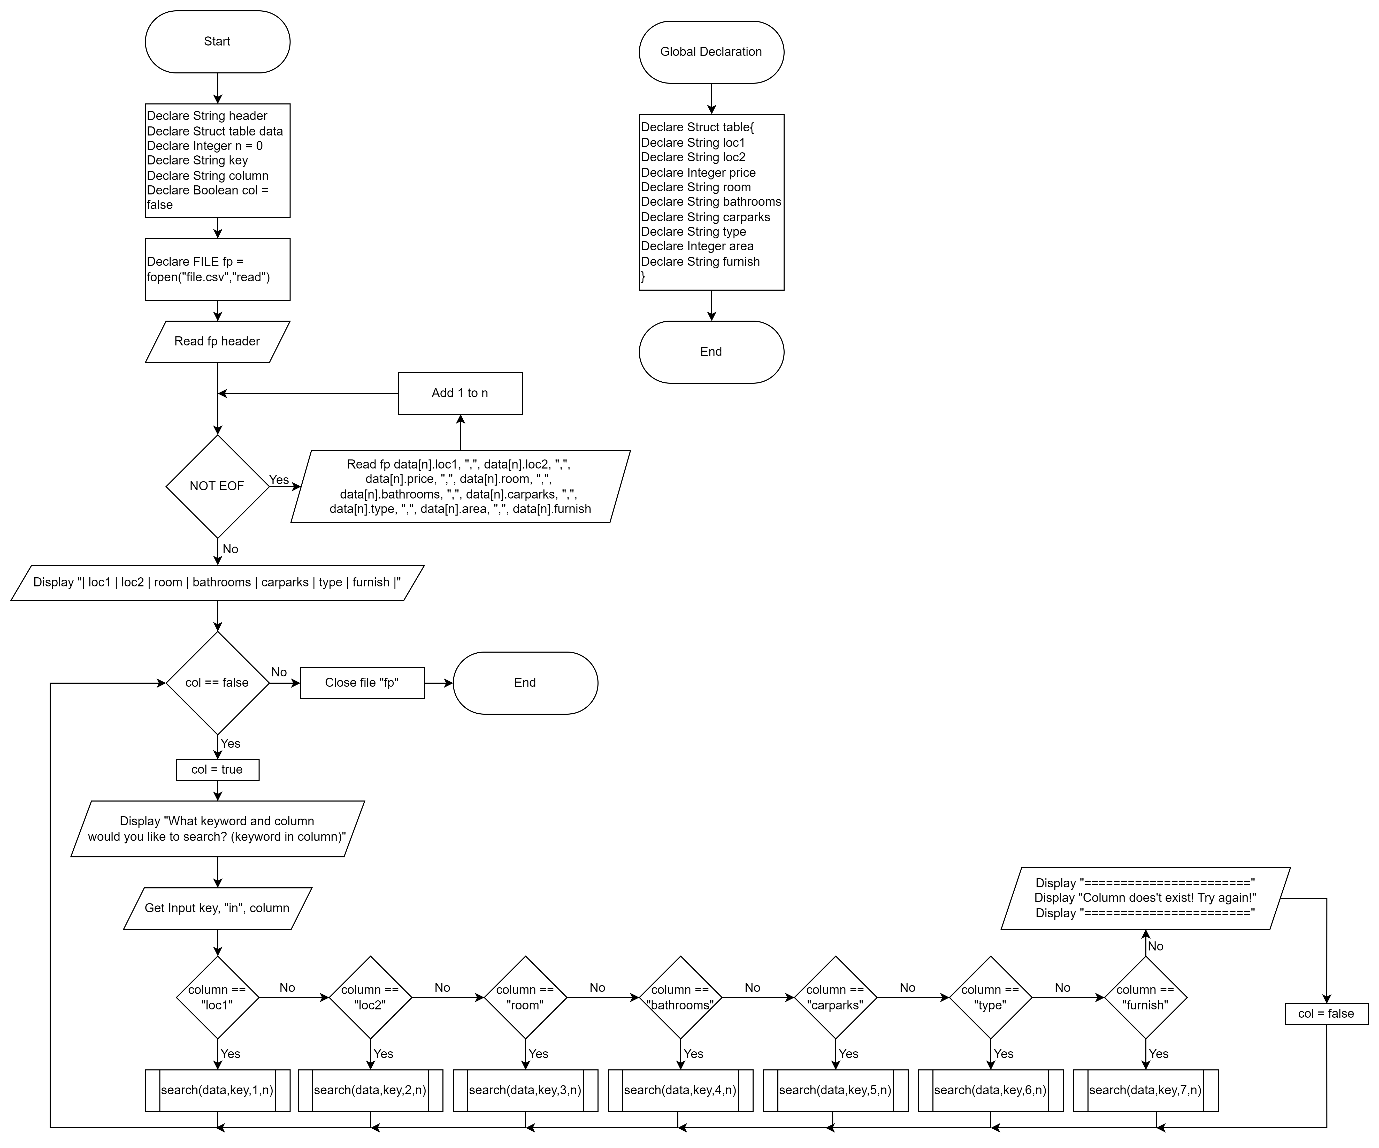 Start
Declare String header
Declare Struct table data
Declare Integer n = 0
Declare String key
Declare String column
Declare Boolean col =
false
Declare FILE fp =
fopen("file.csv","read")
Read fp header
Add 1 to n
NOT EOF
Yes
Read fp data[n].loc1, ",", data[n].loc2, ",",
data[n].price, ",", data[n].room, ",",
data[n].bathrooms, ",", data[n].carparks, ",",
data[n].type, ",", data[n].area, ",", data[n].furnish
No
Display "| loc1 | loc2 | room | bathrooms | carparks | type | furnish |"
col == false
No
Close file "fp"
End
Yes
col = true
Display "What keyword and column
would you like to search? (keyword in column)"
Get Input key, "in", column
column ==
"loc1"
No
column ==
"loc2"
No
column ==
"room"
No
column ==
"bathrooms"
No
column ==
"carparks"
No
column ==
"type"
No
column ==
"furnish"
No
Display "======================="
Display "Column does't exist! Try again!"
Display "======================="
col = false
Yes
Yes
Yes
Yes
Yes
Yes
Yes
search(data,key,1,n)
search(data,key,2,n)
search(data,key,3,n)
search(data,key,4,n)
search(data,key,5,n)
search(data,key,6,n)
search(data,key,7,n)
Global Declaration
Declare Struct table{
Declare String loc1
Declare String loc2
Declare Integer price
Declare String room
Declare String bathrooms
Declare String carparks
Declare String type
Declare Integer area
Declare String furnish
}
End